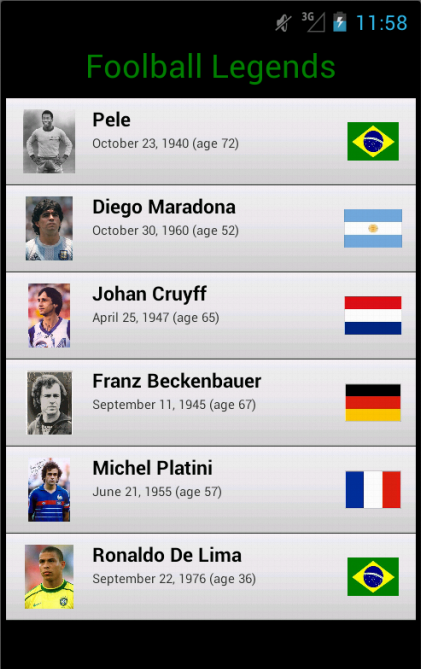 3G 11:58
Foolball Legends
Pele
October 23, 1940 (age 72)
Diego Maradona
October 30, 1960 (age 52)
Johan Cruyff
April 25, 1947 (age 65)
Franz Beckenbauer
September 11, 1945 (age 67)
Michel Platini
June 21, 1955 (age 57)
Ronaldo De Lima
September 22, 1976 (age 36)